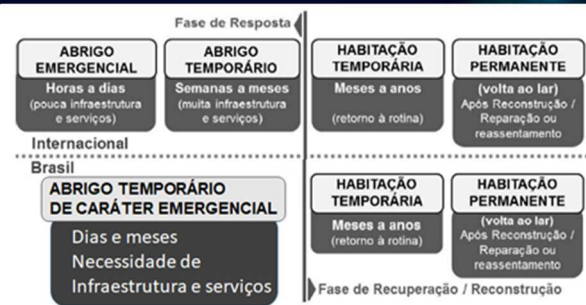 Fase de Resposta
ABRIGO
EMERGENCIAL
Horas a dias
(pouca infraestrutura
e serviços)
ABRIGO
TEMPORÁRIO
Semanas a meses
(muita infraestrutura
e serviços)
HABITAÇÃO
TEMPORÁRIA
Meses a anos
(retorno à rotina)
HABITAÇÃO
PERMANENTE
(volta ao lar)
Após Reconstrução /
Reparação ou
reassentamento
Internacional
Brasil
ABRIGO TEMPORÁRIO
DE CARÁTER EMERGENCIAL
Dias e meses
Necessidade de
Infraestrutura e serviços
HABITAÇÃO
TEMPORÁRIA
Meses a anos
(retorno à rotina)
HABITAÇÃO
PERMANENTE
(volta ao lar)
Após Reconstrução /
Reparação ou
reassentamento
Fase de Recuperação / Reconstrução